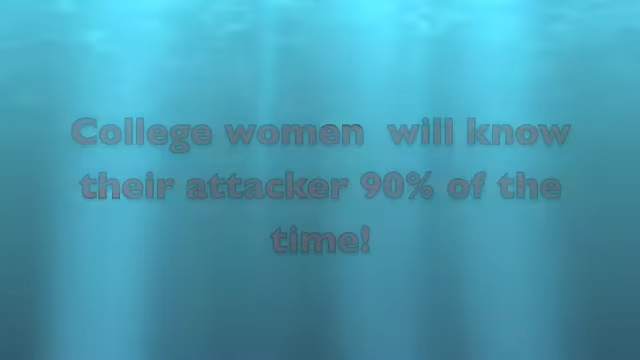 College women will know
their attacker 90% of the
time!